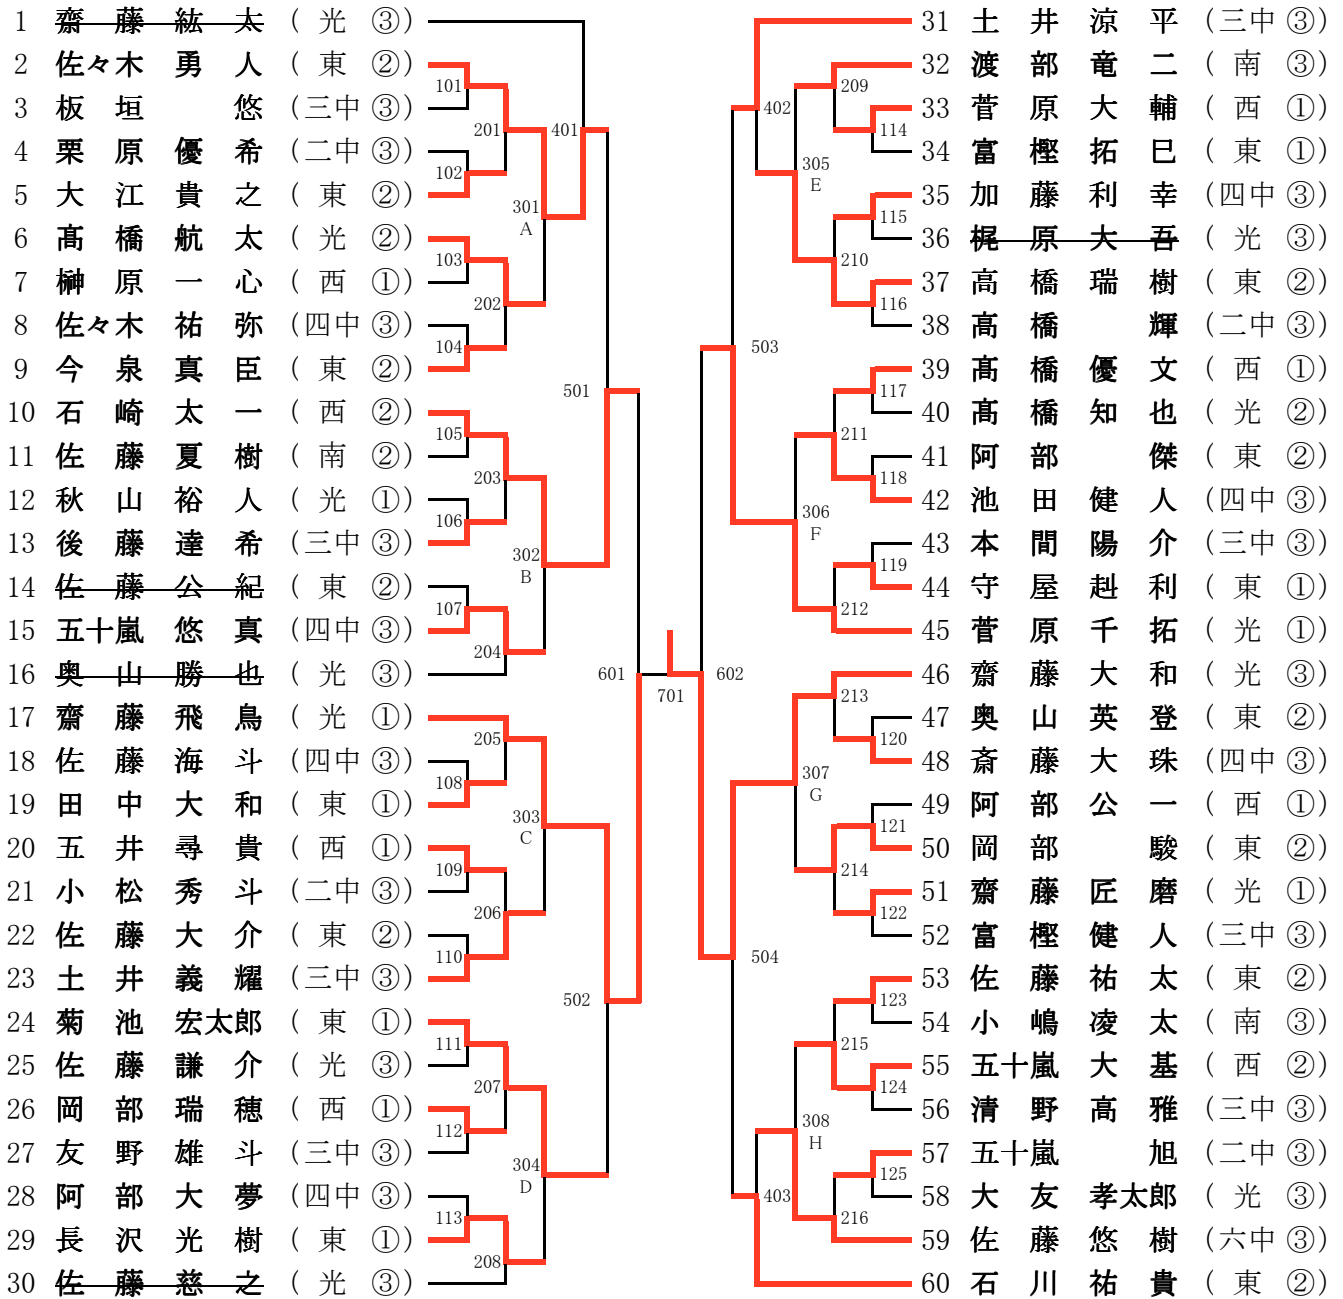 1 齋藤紘太 (光③)
2 佐々木勇人 (東②)
3 板垣悠 (三中③)
4 栗原優希 (二中③)
5 大江貴之 (東②)
6 髙橋航太 (光②)
7 榊原一心 (西①)
8 佐々木祐弥 (四中③)
9 今泉真臣 (東②)
10 石崎太一 (西②)
11 佐藤夏樹 (南②)
12 秋山裕人 (光①)
13 後藤達希 (三中③)
14 佐藤公紀 (東②)
15 五十嵐悠真 (四中③)
16 奥山勝也 (光③)
17 齋藤飛鳥 (光①)
18 佐藤海斗 (四中③)
19 田中大和 (東①)
20 五井尋貴 (西①)
21 小松秀斗 (二中③)
22 佐藤大介 (東②)
23 土井義耀 (三中③)
24 菊池宏太郎 (東①)
25 佐藤謙介 (光③)
26 岡部瑞穂 (西①)
27 友野雄斗 (三中③)
28 阿部大夢 (四中③)
29 長沢光樹 (東①)
30 佐藤慈之 (光③)
101
102
103
104
105
106
107
108
109
110
111
112
113
201
202
203
204
205
206
207
208
301
A
302
B
303
C
304
D
401
501
502
601
701
602
503
504
402
403
305
E
306
F
307
G
308
H
209
210
211
212
213
214
215
216
114
115
116
117
118
119
120
121
122
123
124
125
31 土井涼平 (三中③)
32 渡部竜二 (南③)
33 菅原大輔 (西①)
34 富樫拓巳 (東①)
35 加藤利幸 (四中③)
36 梶原大吾 (光③)
37 高橋瑞樹 (東②)
38 高橋輝 (二中③)
39 髙橋優文 (西①)
40 髙橋知也 (光②)
41 阿部傑 (東②)
42 池田健人 (四中③)
43 本間陽介 (三中③)
44 守屋赳利 (東①)
45 菅原千拓 (光①)
46 齋藤大和 (光③)
47 奥山英登 (東②)
48 斎藤大珠 (四中③)
49 阿部公一 (西①)
50 岡部駿 (東②)
51 齋藤匠磨 (光①)
52 富樫健人 (三中③)
53 佐藤祐太 (東②)
54 小嶋凌太 (南③)
55 五十嵐大基 (西②)
56 清野高雅 (三中③)
57 五十嵐旭 (二中③)
58 大友孝太郎 (光③)
59 佐藤悠樹 (六中③)
60 石川祐貴 (東②)